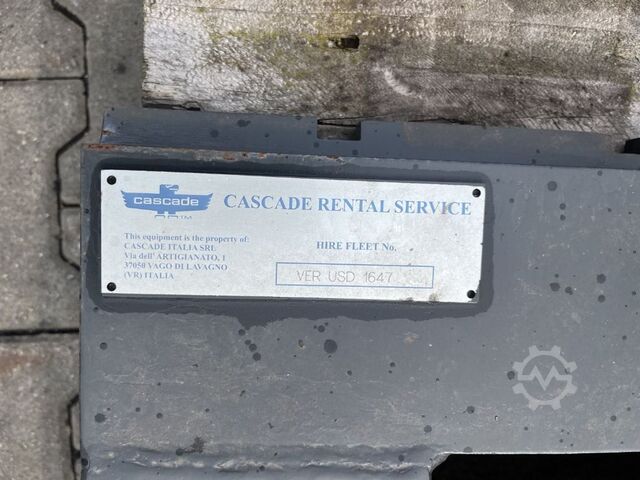 cascade
TM
CASCADE RENTAL SERVICE
This equipment is the property of:
CASCADE ITALIA SRL
Via dell' ARTIGIANATO, 1
37050 VAGO DI LAVAGNO
(VR) ITALIA
HIRE FLEET No.
VER USD 1647